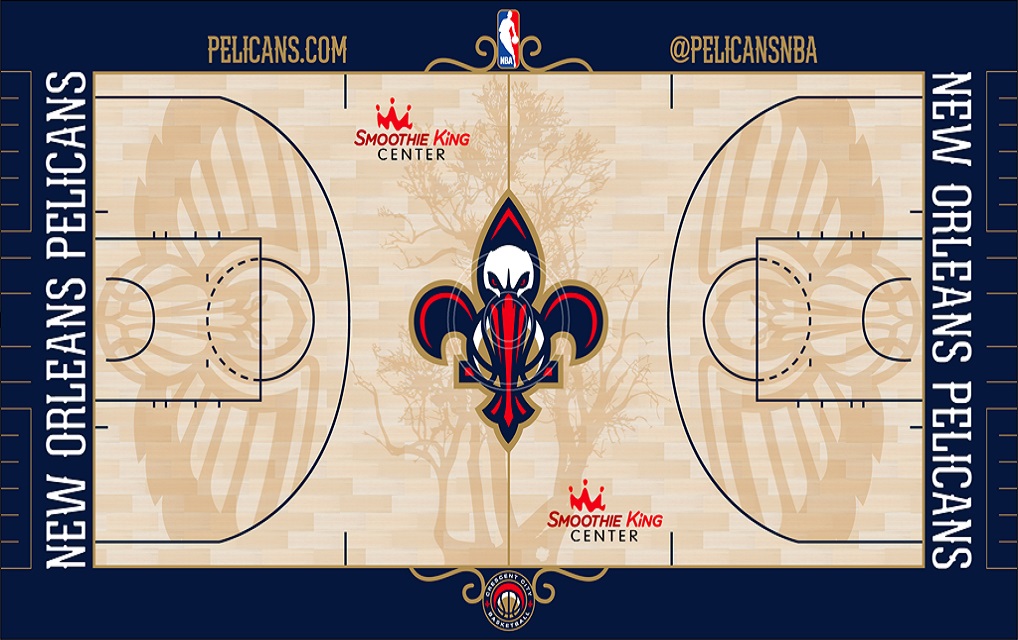 PELICANS.COM
NBA
@PELICANSNBA
NEW ORLEANS PELICANS
SMOOTHIE KING
CENTER
NEW ORLEANS PELICANS
SMOOTHIE KING
CENTER
CRESCENT CITY
BASKETBALL